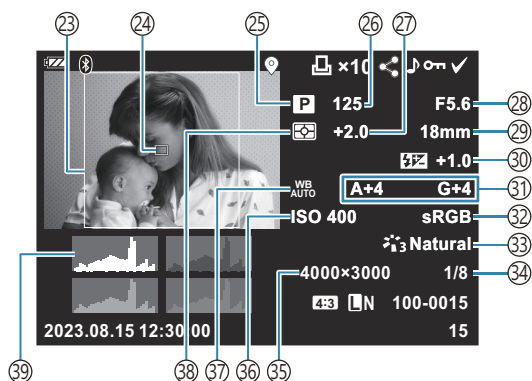 23 24 25 26 27
×10
P 125 F5.6 28
+2.0 18mm 29
+1.0 30
WB AUTO A+4 G+4 31
ISO 400 sRGB 32
3 Natural 33
4000×3000 1/8 34
4:3 L N 100-0015
2023.08.15 12:30:00 15
39 38 37 36 35